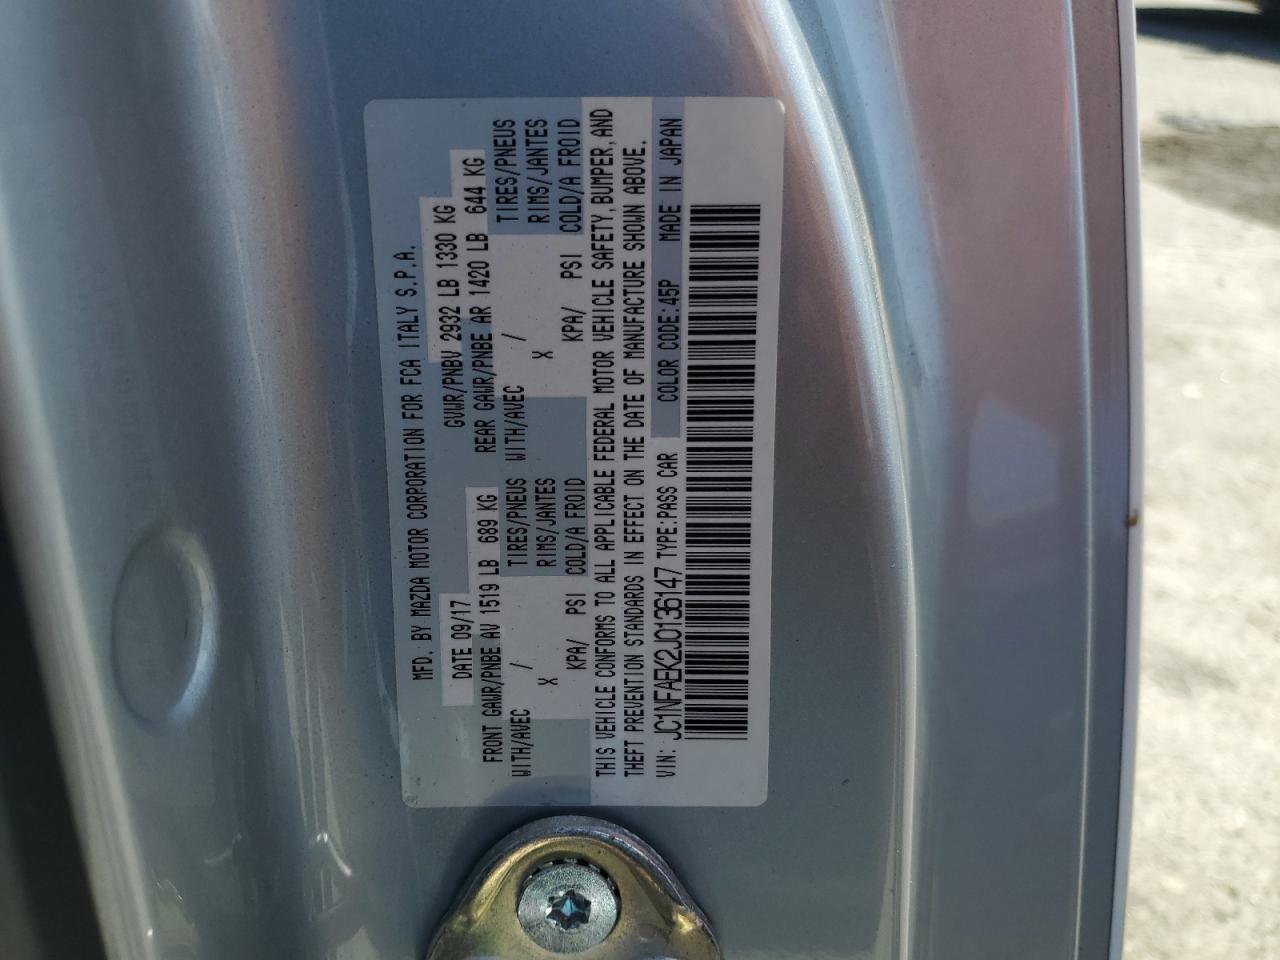 MFD. BY MAZDA MOTOR CORPORATION FOR FCA ITALY S.P.A.
DATE 09/17 GVWR/PNBV 2932 LB 1330 KG
FRONT GAWR/PNBE AV 1519 LB 689 KG REAR GAWR/PNBE AR 1420 LB 644 KG
WITH/AVEC / TIRES/PNEUS WITH/AVEC / TIRES/PNEUS
X RIMS/JANTES X RIMS/JANTES
KPA/ PSI COLD/A FROID KPA/ PSI COLD/A FROID
THIS VEHICLE CONFORMS TO ALL APPLICABLE FEDERAL MOTOR VEHICLE SAFETY, BUMPER, AND
THEFT PREVENTION STANDARDS IN EFFECT ON THE DATE OF MANUFACTURE SHOWN ABOVE.
VIN: JC1NFAEK2J0136147 TYPE:PASS CAR COLOR CODE:45P MADE IN JAPAN